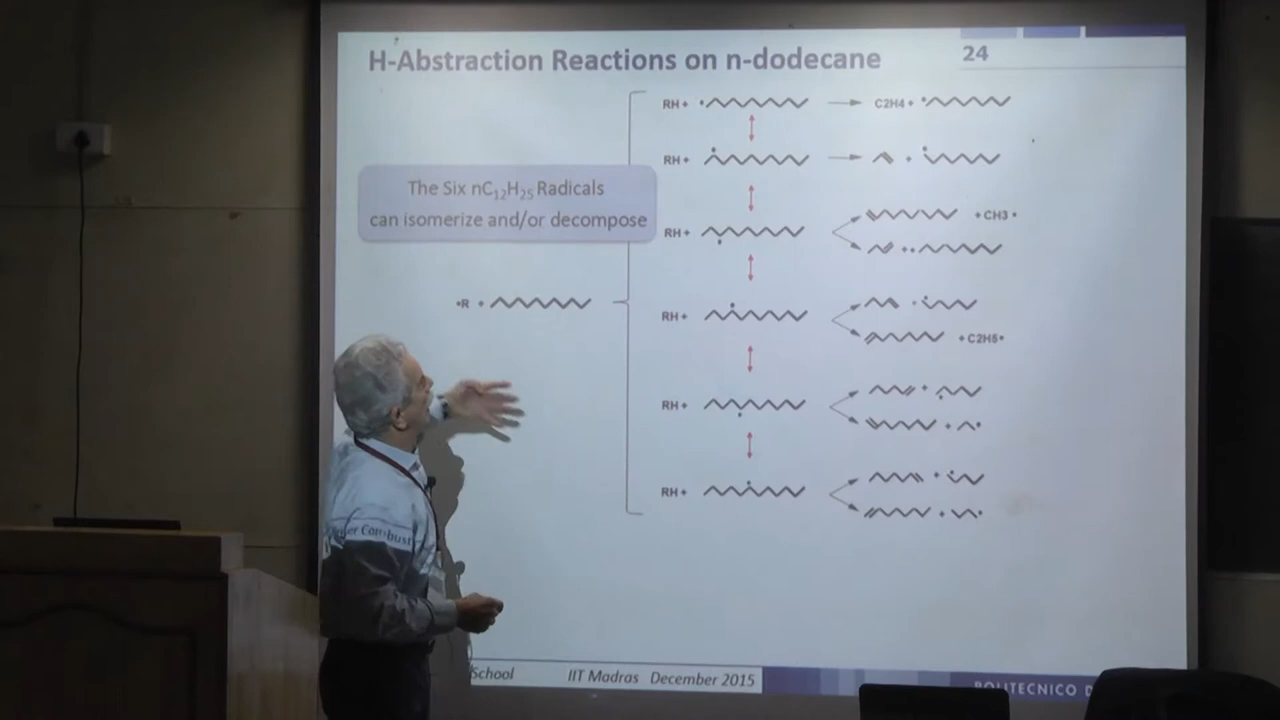 H-Abstraction Reactions on n-dodecane
24
RH + → C2H4 +
The Six nC₁₂H₂₅ Radicals
can isomerize and/or decompose
RH + +
RH + + CH3 •
•R +
RH +
+ C2H5•
RH + +
+
RH + +
+
School IIT Madras December 2015
POLITECNICO